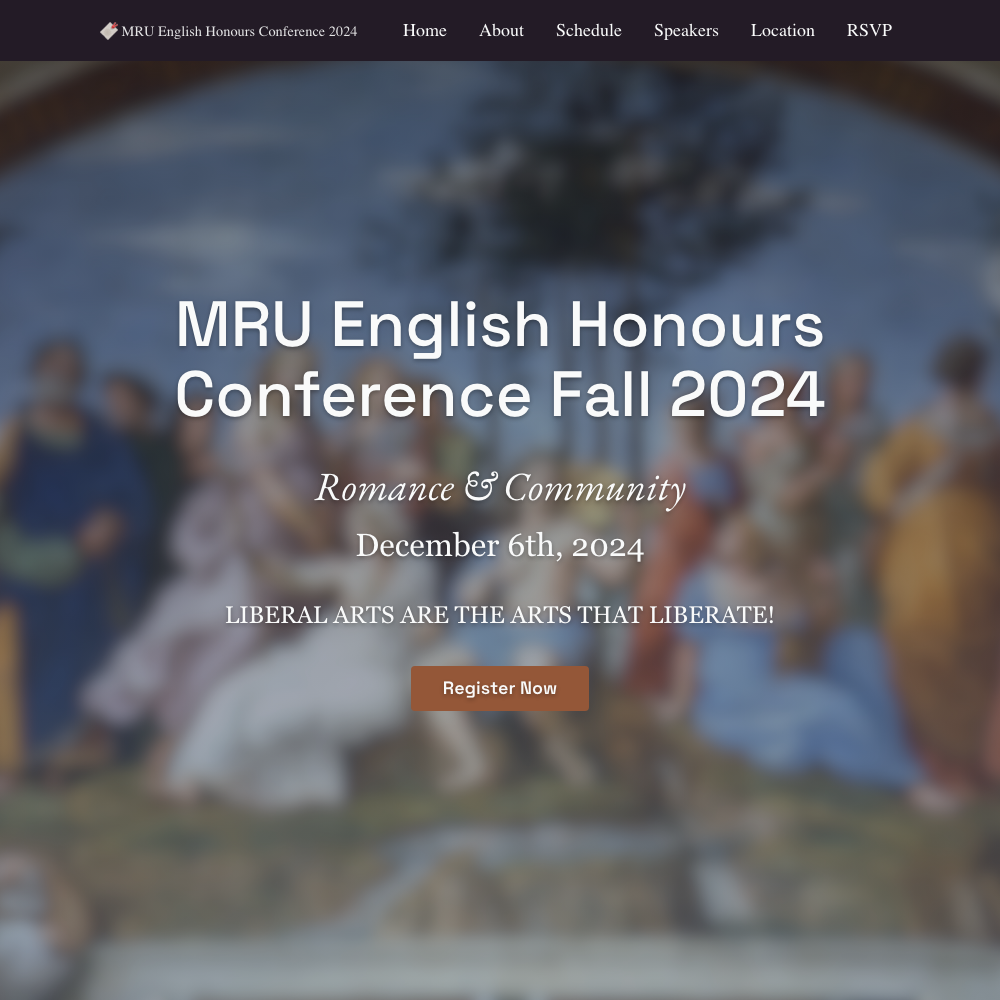 MRU English Honours Conference 2024
Home About Schedule Speakers Location RSVP
MRU English Honours
Conference Fall 2024
Romance & Community
December 6th, 2024
LIBERAL ARTS ARE THE ARTS THAT LIBERATE!
Register Now